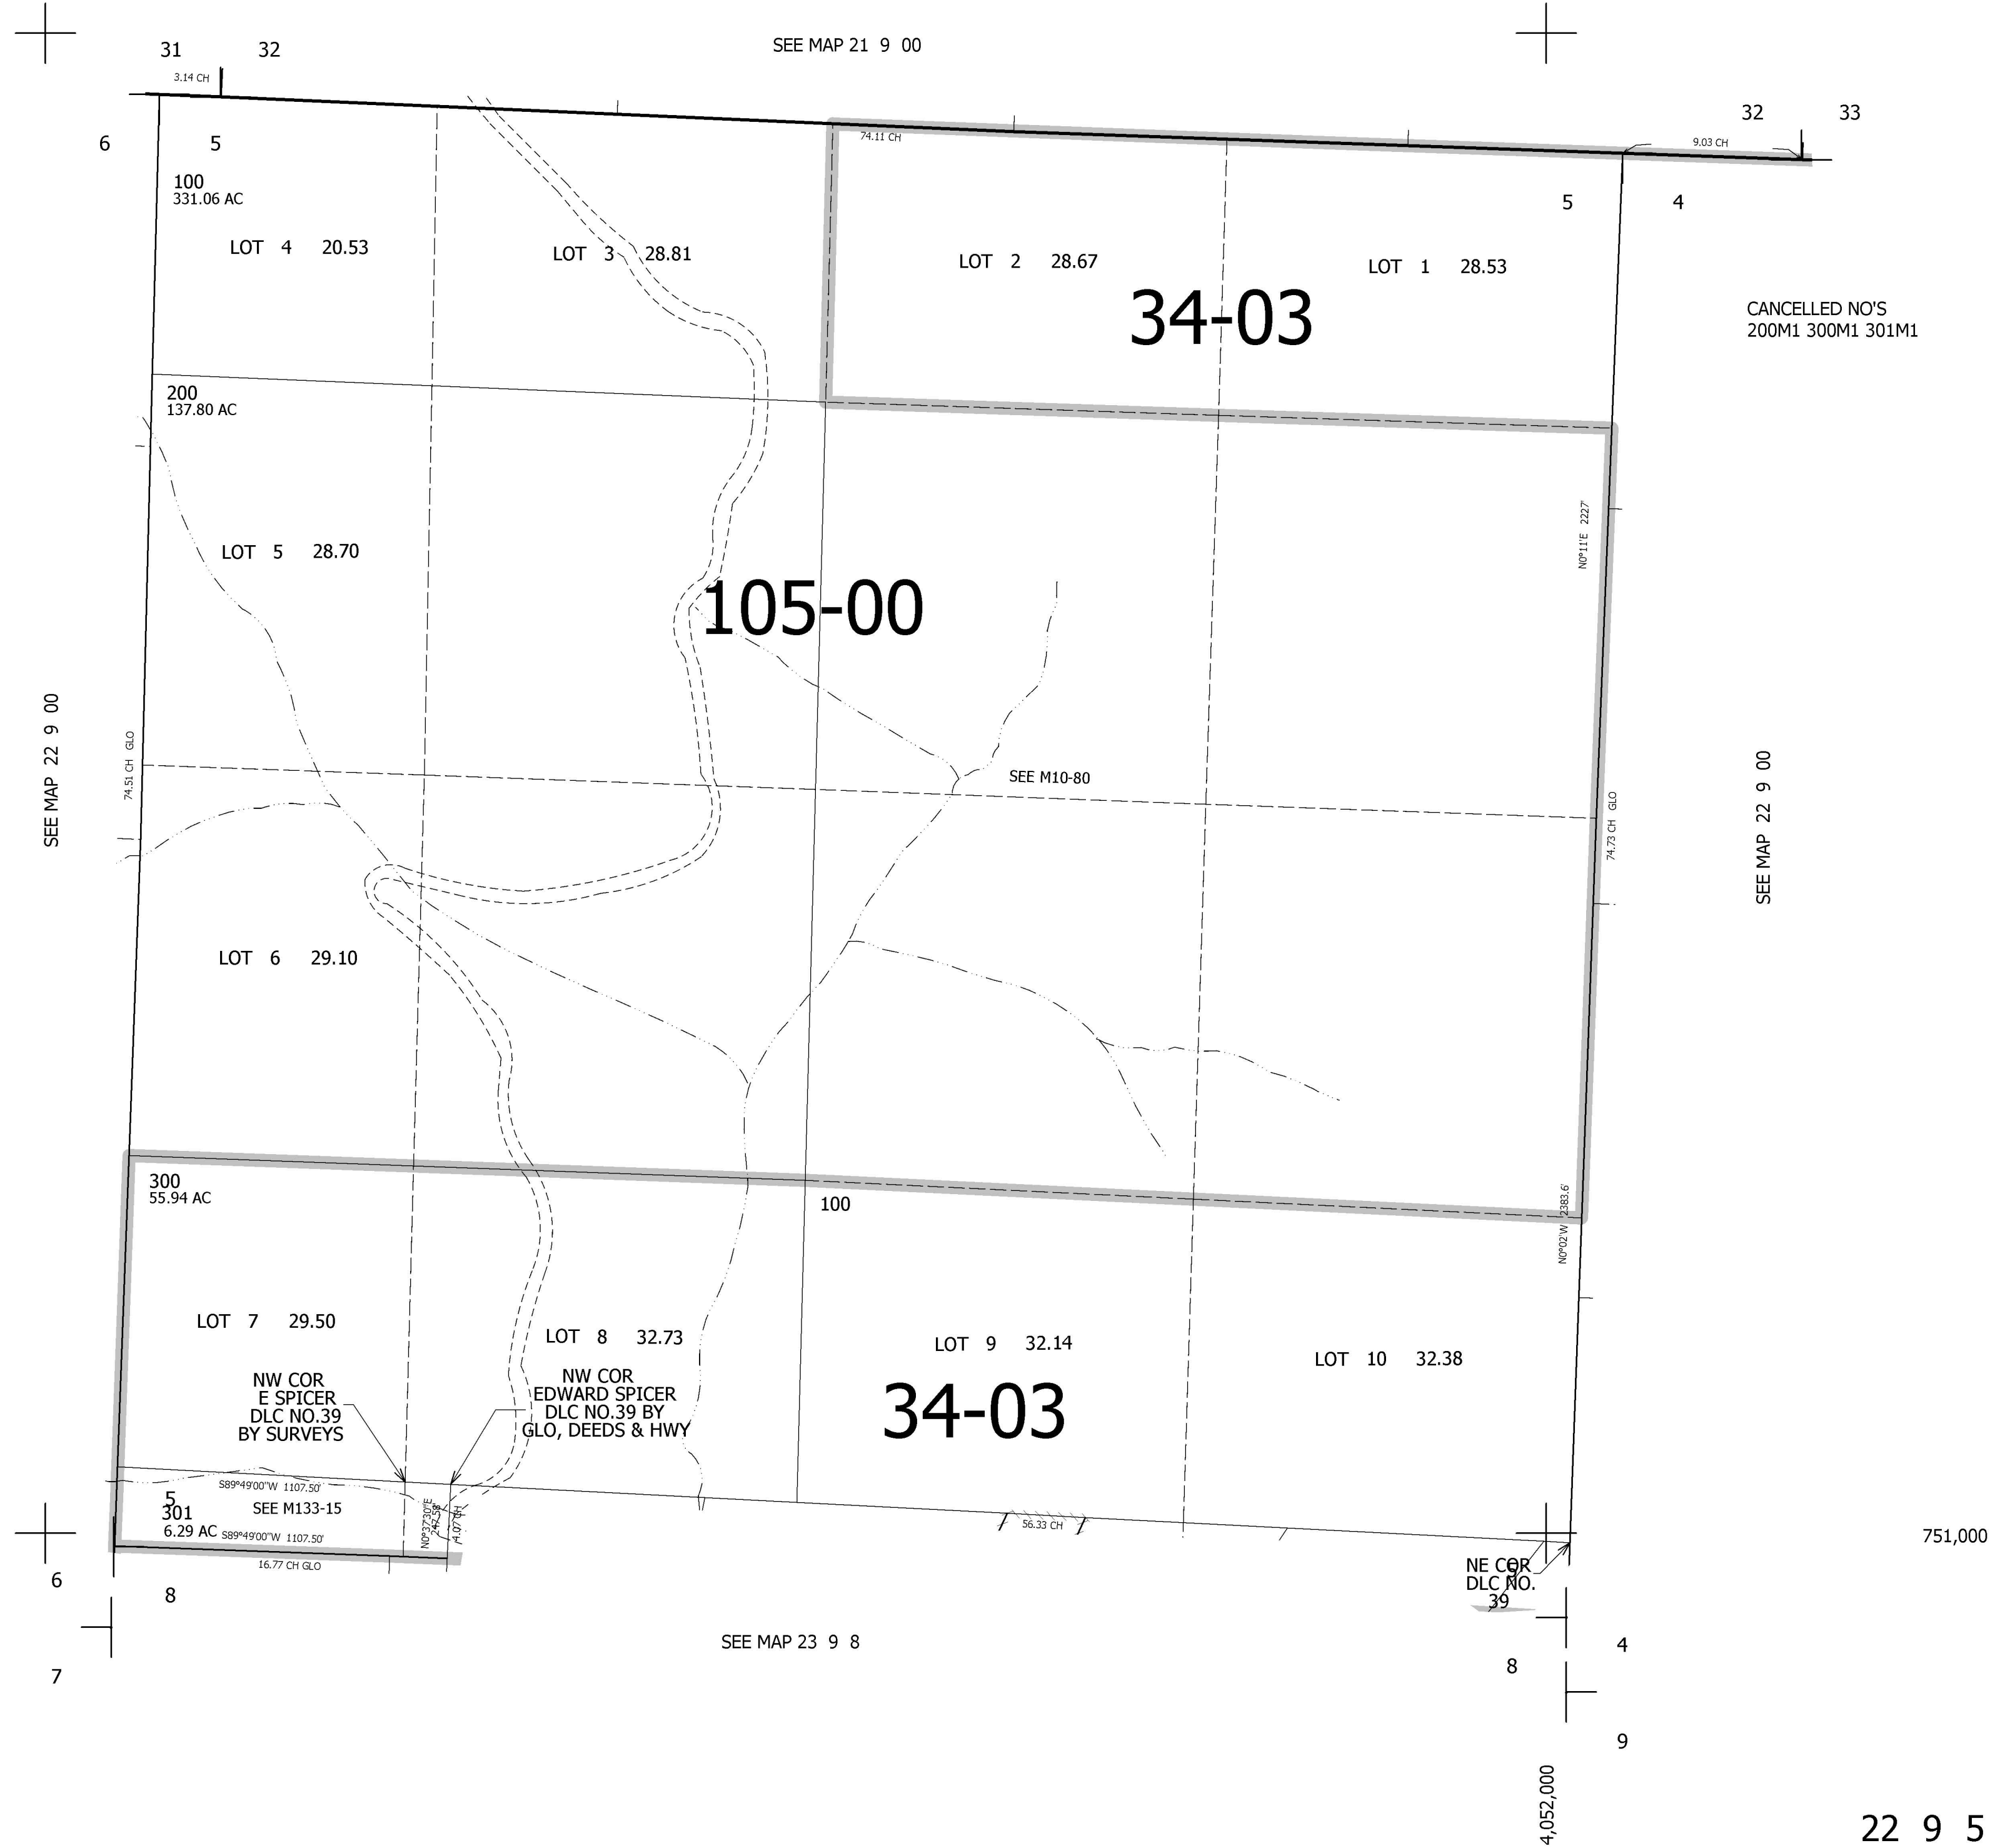 SEE MAP 21 9 00
31 32
3.14 CH
32 33
9.03 CH
6 5
74.11 CH
100
331.06 AC
5 4
LOT 4 20.53
LOT 3 28.81
LOT 2 28.67
LOT 1 28.53
34-03
CANCELLED NO'S
200M1 300M1 301M1
200
137.80 AC
N0°11'E 2227'
LOT 5 28.70
105-00
SEE MAP 22 9 00
74.51 CH GLO
SEE M10-80
74.73 CH GLO
SEE MAP 22 9 00
LOT 6 29.10
300
55.94 AC
100
N0°02'W 2383.6'
LOT 7 29.50
LOT 8 32.73
LOT 9 32.14
LOT 10 32.38
NW COR
E SPICER
DLC NO.39
BY SURVEYS
NW COR
EDWARD SPICER
DLC NO.39 BY
GLO, DEEDS & HWY
34-03
S89°49'00"W 1107.50'
5
301
6.29 AC
SEE M133-15
S89°49'00"W 1107.50'
N0°37'30"E
247.58'
4.07 CH
16.77 CH GLO
56.33 CH
751,000
NE COR
DLC NO.
39
5
6
8
7
SEE MAP 23 9 8
4
8
9
4,052,000
22 9 5